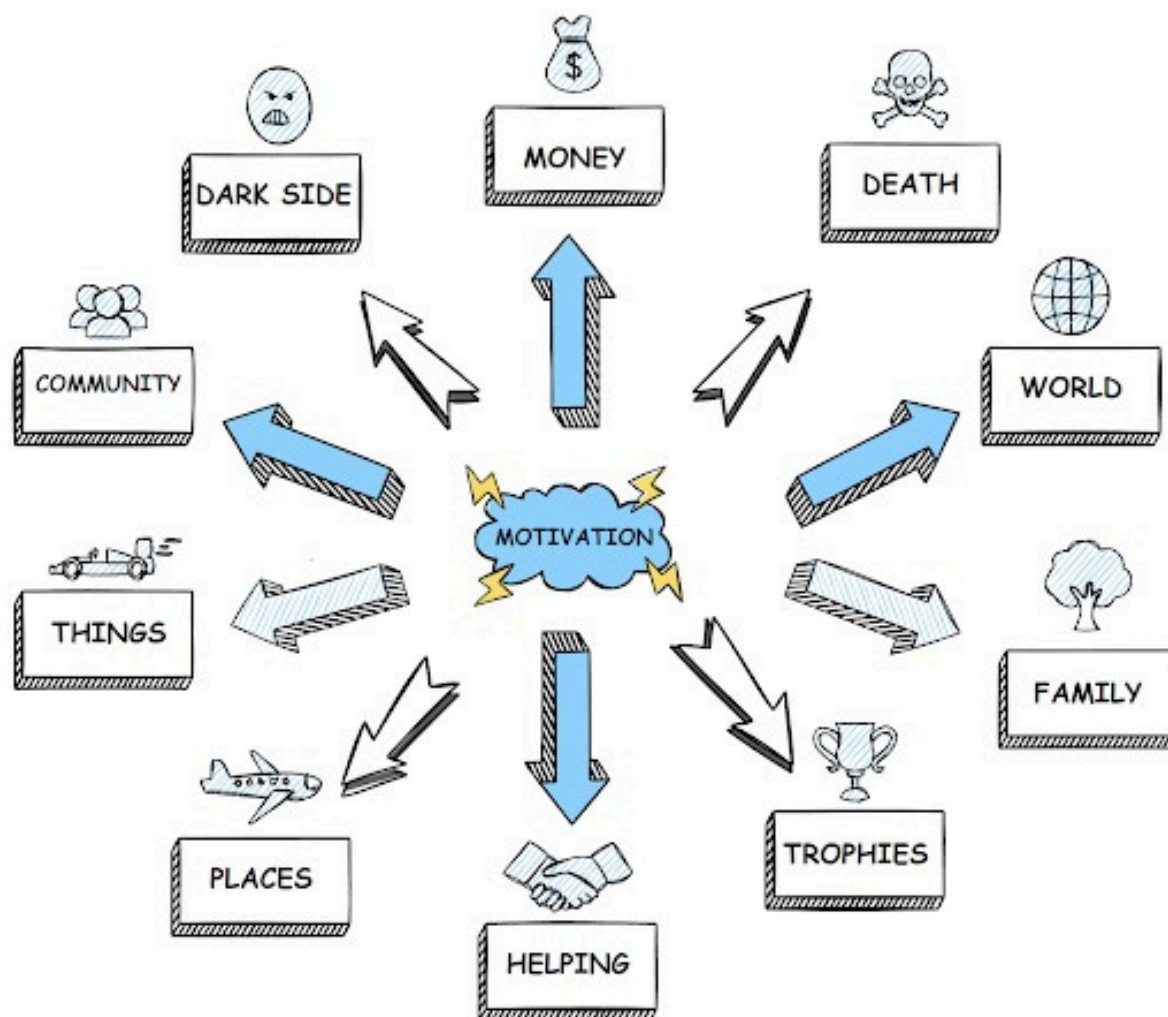 $
MONEY
DEATH
DARK SIDE
WORLD
COMMUNITY
MOTIVATION
THINGS
FAMILY
TROPHIES
PLACES
HELPING